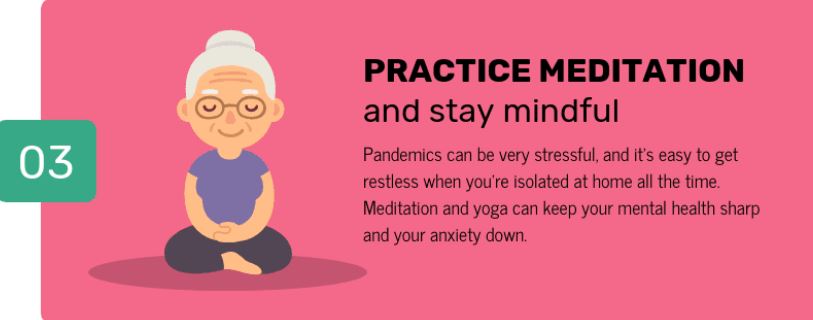 03
PRACTICE MEDITATION
and stay mindful
Pandemics can be very stressful, and it's easy to get
restless when you're isolated at home all the time.
Meditation and yoga can keep your mental health sharp
and your anxiety down.